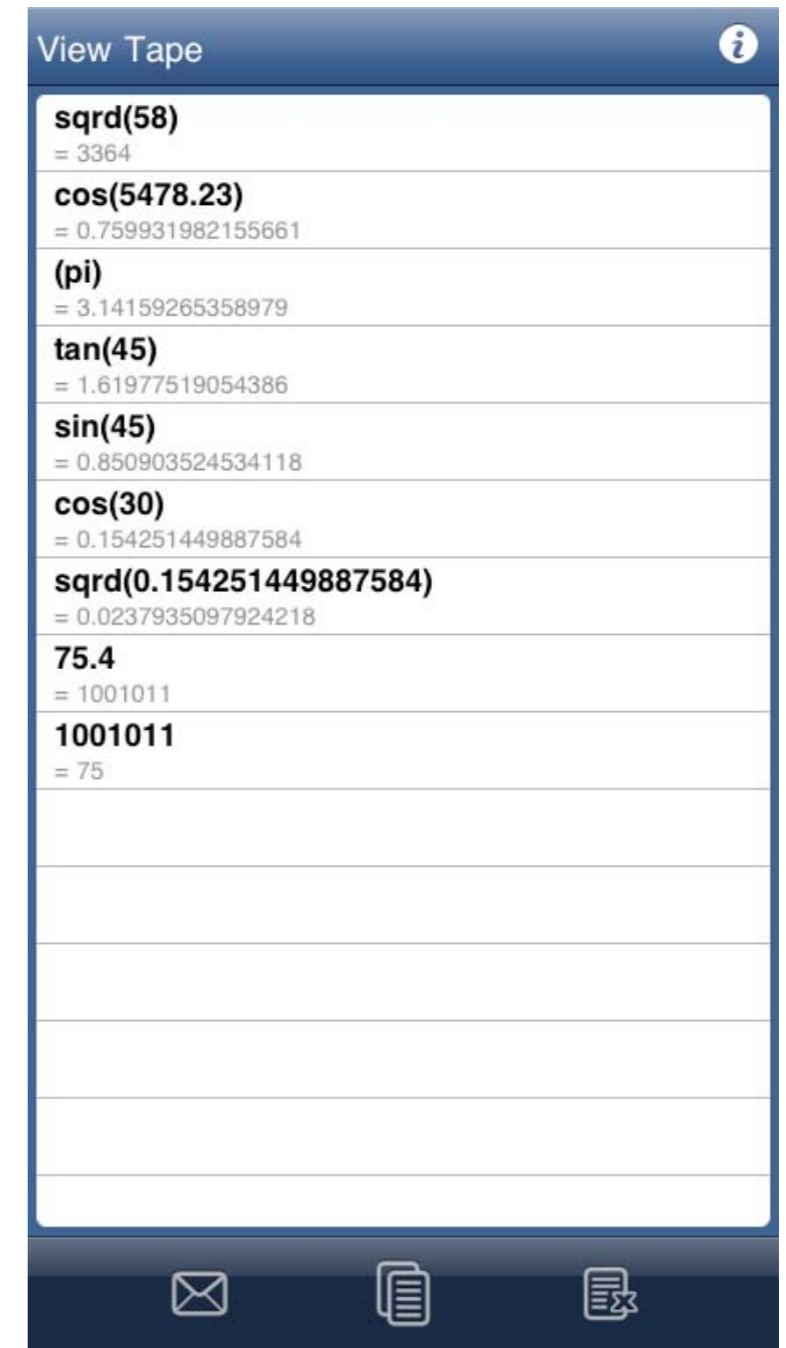 View Tape
i
sqrd(58)
= 3364
cos(5478.23)
= 0.759931982155661
(pi)
= 3.14159265358979
tan(45)
= 1.61977519054386
sin(45)
= 0.850903524534118
cos(30)
= 0.154251449887584
sqrd(0.154251449887584)
= 0.0237935097924218
75.4
= 1001011
1001011
= 75